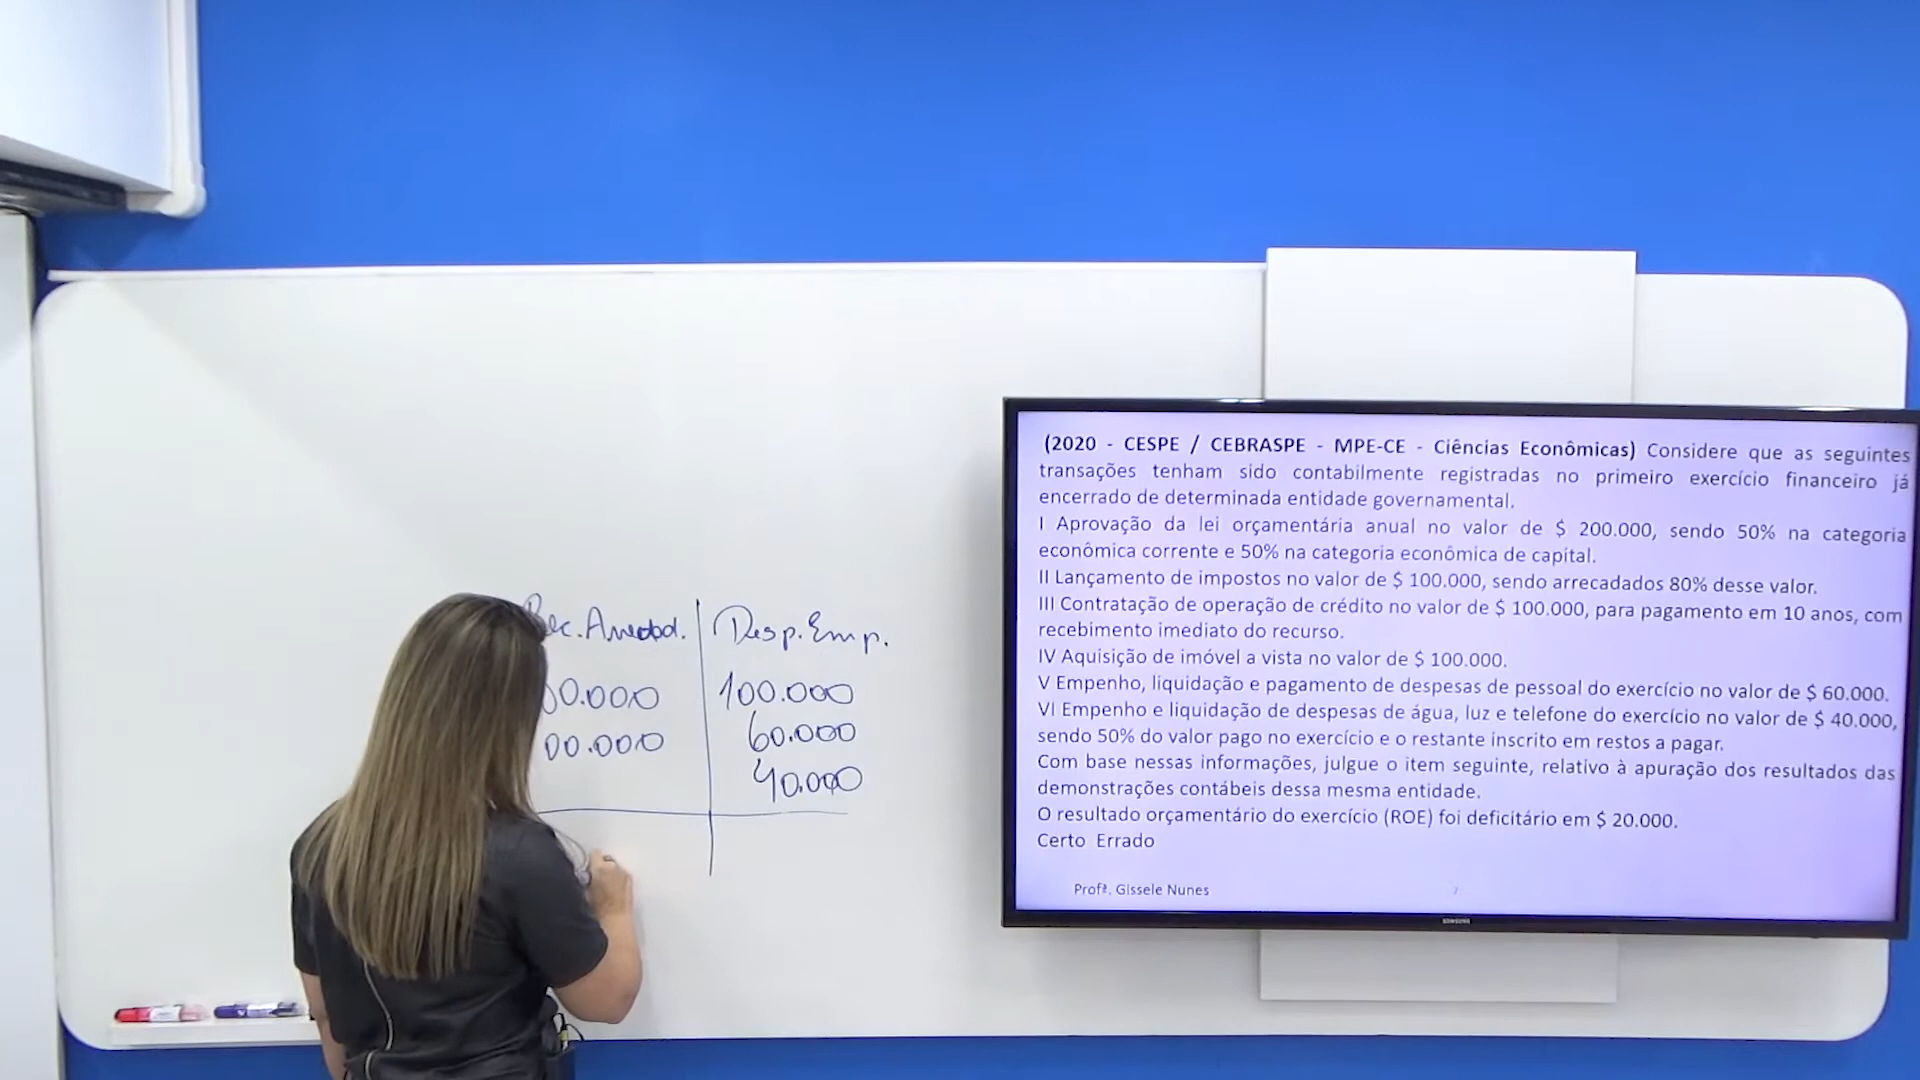 Rec. Arrecad.
Desp. Emp.
0.000
100.000
00.000
60.000
40.000
(2020 - CESPE / CEBRASPE - MPE-CE - Ciências Econômicas) Considere que as seguintes
transações tenham sido contabilmente registradas no primeiro exercício financeiro já
encerrado de determinada entidade governamental.
I Aprovação da lei orçamentária anual no valor de $ 200.000, sendo 50% na categoria
econômica corrente e 50% na categoria econômica de capital.
II Lançamento de impostos no valor de $ 100.000, sendo arrecadados 80% desse valor.
III Contratação de operação de crédito no valor de $ 100.000, para pagamento em 10 anos, com
recebimento imediato do recurso.
IV Aquisição de imóvel a vista no valor de $ 100.000.
V Empenho, liquidação e pagamento de despesas de pessoal do exercício no valor de $ 60.000.
VI Empenho e liquidação de despesas de água, luz e telefone do exercício no valor de $ 40.000,
sendo 50% do valor pago no exercício e o restante inscrito em restos a pagar.
Com base nessas informações, julgue o item seguinte, relativo à apuração dos resultados das
demonstrações contábeis dessa mesma entidade.
O resultado orçamentário do exercício (ROE) foi deficitário em $ 20.000.
Certo Errado
Profª. Gissele Nunes
7
SAMSUNG